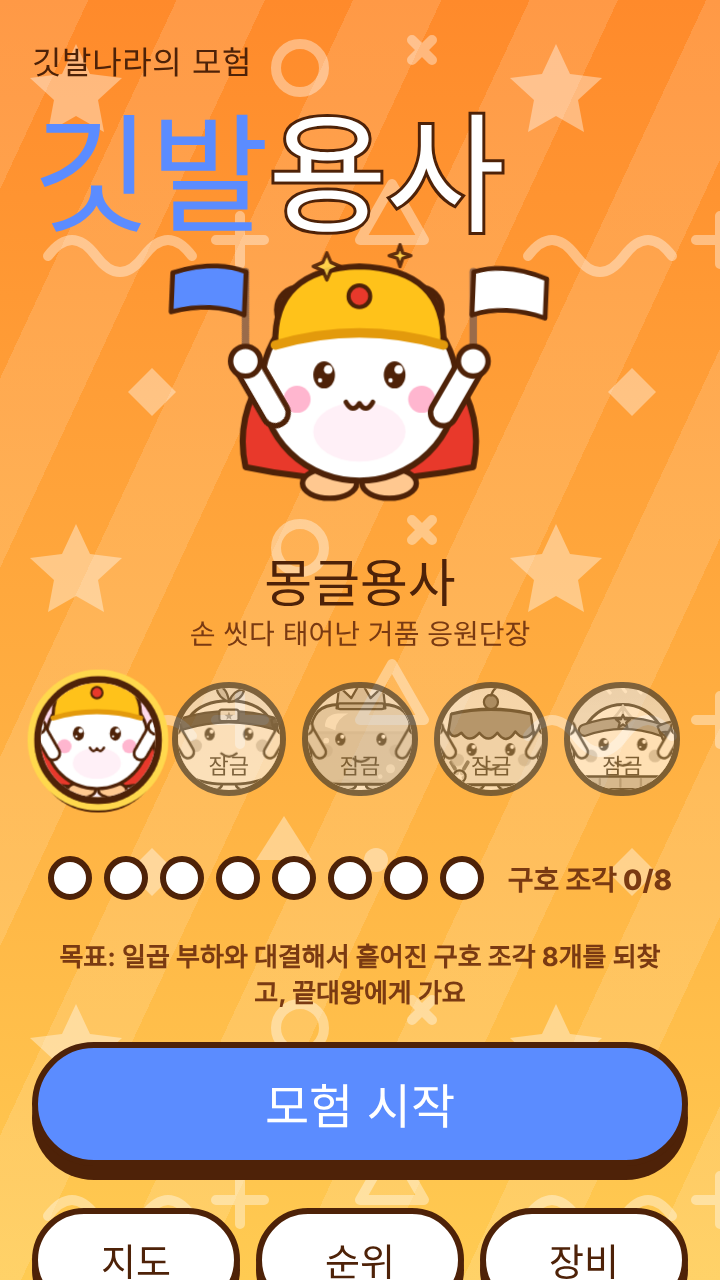 깃발나라의 모험
깃발용사
몽글용사
손 씻다 태어난 거품 응원단장
잠금 잠금 잠금 잠금
구호 조각 0/8
목표: 일곱 부하와 대결해서 흩어진 구호 조각 8개를 되찾
고, 끝대왕에게 가요
모험 시작
지도 순위 장비